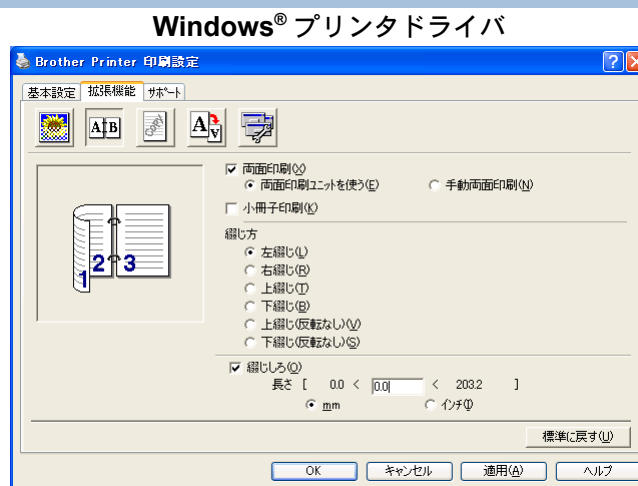 Windows® プリンタドライバ
Brother Printer 印刷設定
基本設定 拡張機能 サポート
A B
A
両面印刷(X)
両面印刷ユニットを使う(E) 手動両面印刷(N)
小冊子印刷(K)
綴じ方
左綴じ(L)
右綴じ(R)
上綴じ(T)
下綴じ(B)
上綴じ(反転なし)(V)
下綴じ(反転なし)(S)
1 2 3
綴じしろ(O)
長さ [ 0.0 < 0.0 < 203.2 ]
mm インチ(I)
標準に戻す(U)
OK キャンセル 適用(A) ヘルプ